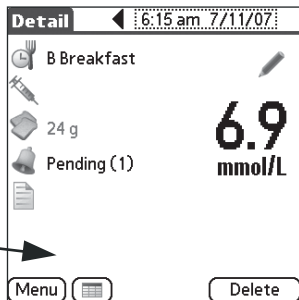 Detail 6:15 am 7/11/07
B Breakfast
24 g
6.9
mmol/L
Pending (1)
Menu Delete